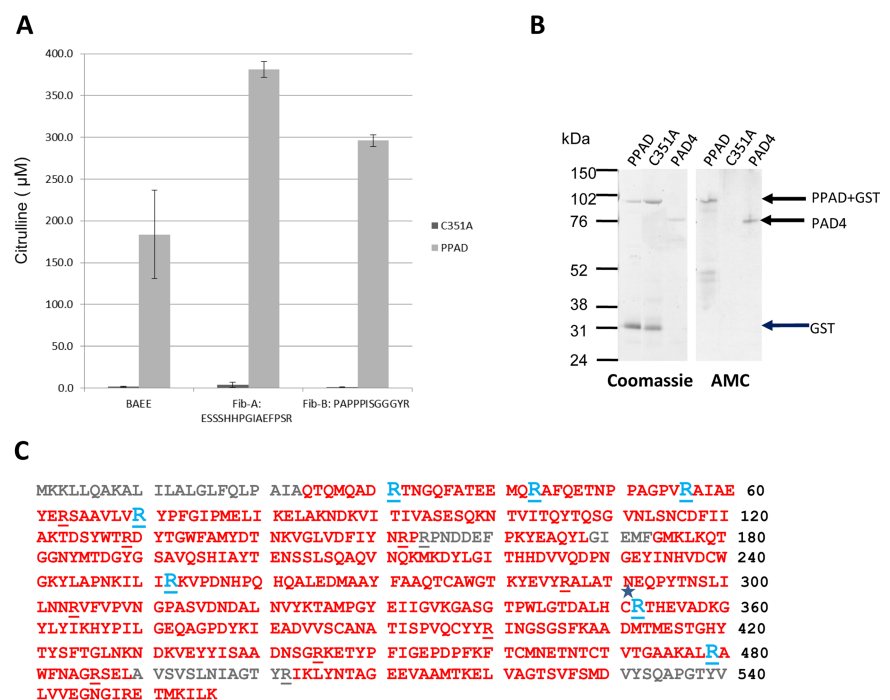 A
B
Citrulline ( µM)
400.0
350.0
300.0
250.0
200.0
150.0
100.0
50.0
0.0
BAEE
Fib-A:
ESSSHHPGIAEFPSR
Fib-B: PAPPPISGGGYR
C351A
PPAD
kDa
PPAD
C351A
PAD4
PPAD
C351A
PAD4
150
102
76
52
38
31
24
PPAD+GST
PAD4
GST
Coomassie
AMC
C
MKKLLQAKAL ILALGLFQLP AIAQTQMQAD RTNGQFATEE MQRAFQETNP PAGPVRAIAE 60
YERSAAVLVR YPFGIPMELI KELAKNDKVI TIVASESQKN TVITQYTQSG VNLSNCDFII 120
AKTDSYWTRD YTGWFAMYDT NKVGLVDFIY NRPRPNDDEF PKYEAQYLGI EMFGMKLKQT 180
GGNYMTDGYG SAVQSHIAYT ENSSLSQAQV NQKMKDYLGI THHDVVQDPN GEYINHVDCW 240
GKYLAPNKIL IRKVPDNHPQ HQALEDMAAY FAAQTCAWGT KYEVYRALAT NEQPYTNSLI 300
LNNRVFVPVN GPASVDNDAL NVYKTAMPGY EIIGVKGASG TPWLGTDALH CRTHEVADKG 360
YLYIKHYPIL GEQAGPDYKI EADVVSCANA TISPVQCYYR INGSGSFKAA DMTMESTGHY 420
TYSFTGLNKN DKVEYYISAA DNSGRKETYP FIGEPDPFKF TCMNETNTCT VTGAAKALRA 480
WFNAGRSELA VSVSLNIAGT YRIKLYNTAG EEVAAMTKEL VAGTSVFSMD VYSQAPGTYV 540
LVVEGNGIRE TMKILK